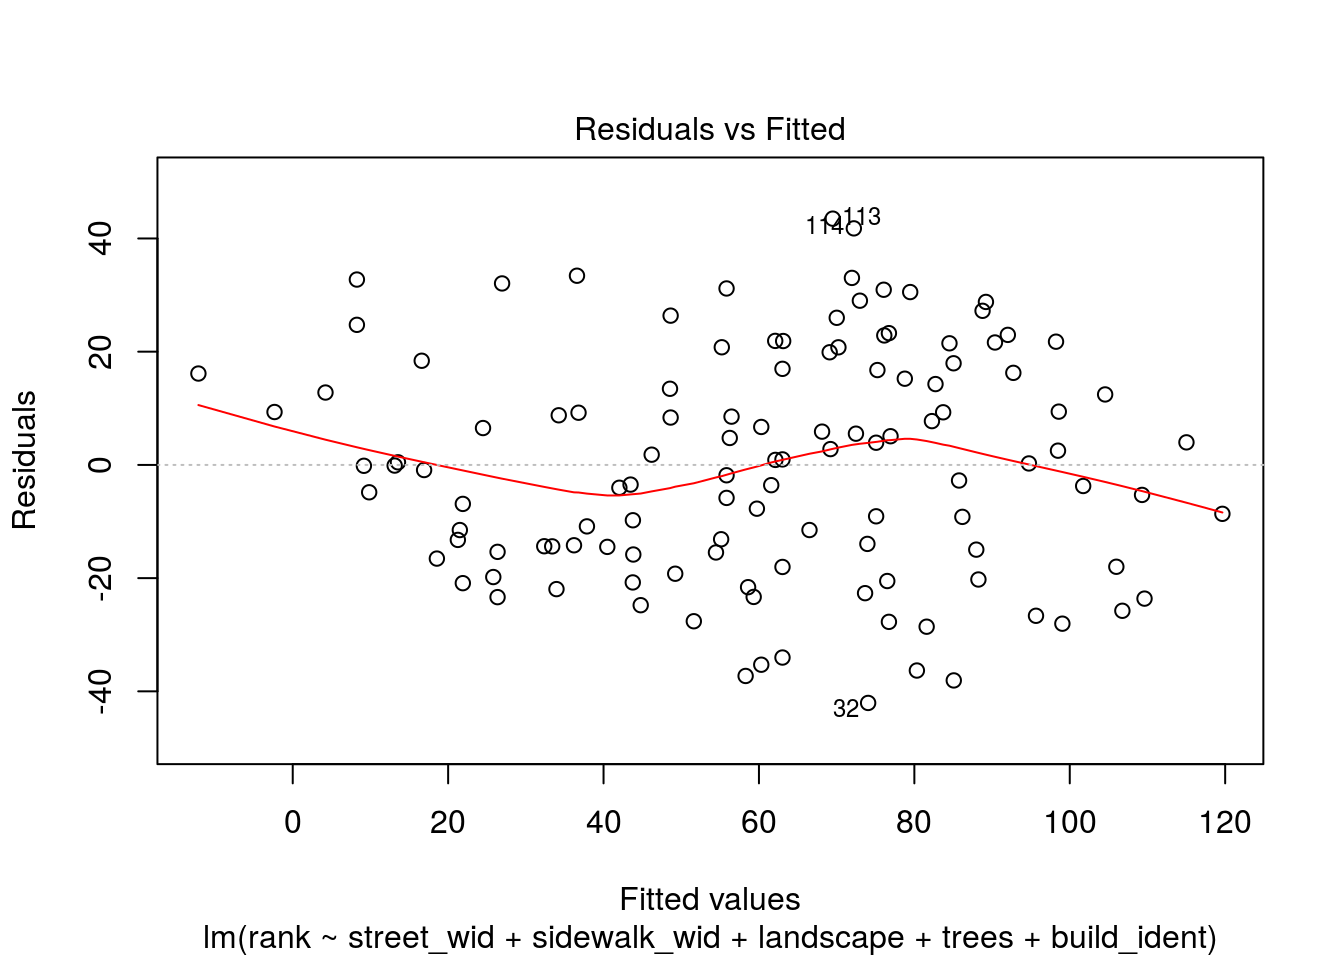 Residuals vs Fitted
Residuals
40
20
0
-20
-40
114
113
32
0 20 40 60 80 100 120
Fitted values
lm(rank ~ street_wid + sidewalk_wid + landscape + trees + build_ident)